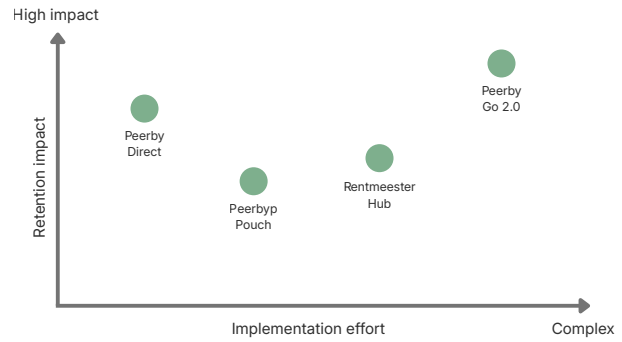 High impact
Peerby
Go 2.0
Peerby
Direct
Rentmeester
Hub
Peerbyp
Pouch
Retention impact
Implementation effort
Complex